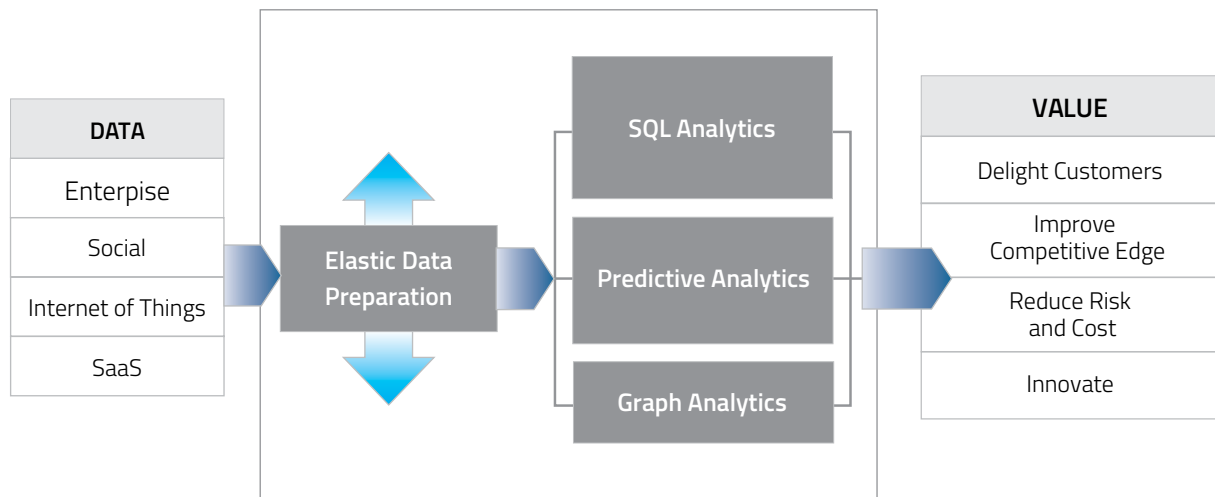 DATA
Enterpise
Social
Internet of Things
SaaS
Elastic Data
Preparation
SQL Analytics
Predictive Analytics
Graph Analytics
VALUE
Delight Customers
Improve
Competitive Edge
Reduce Risk
and Cost
Innovate